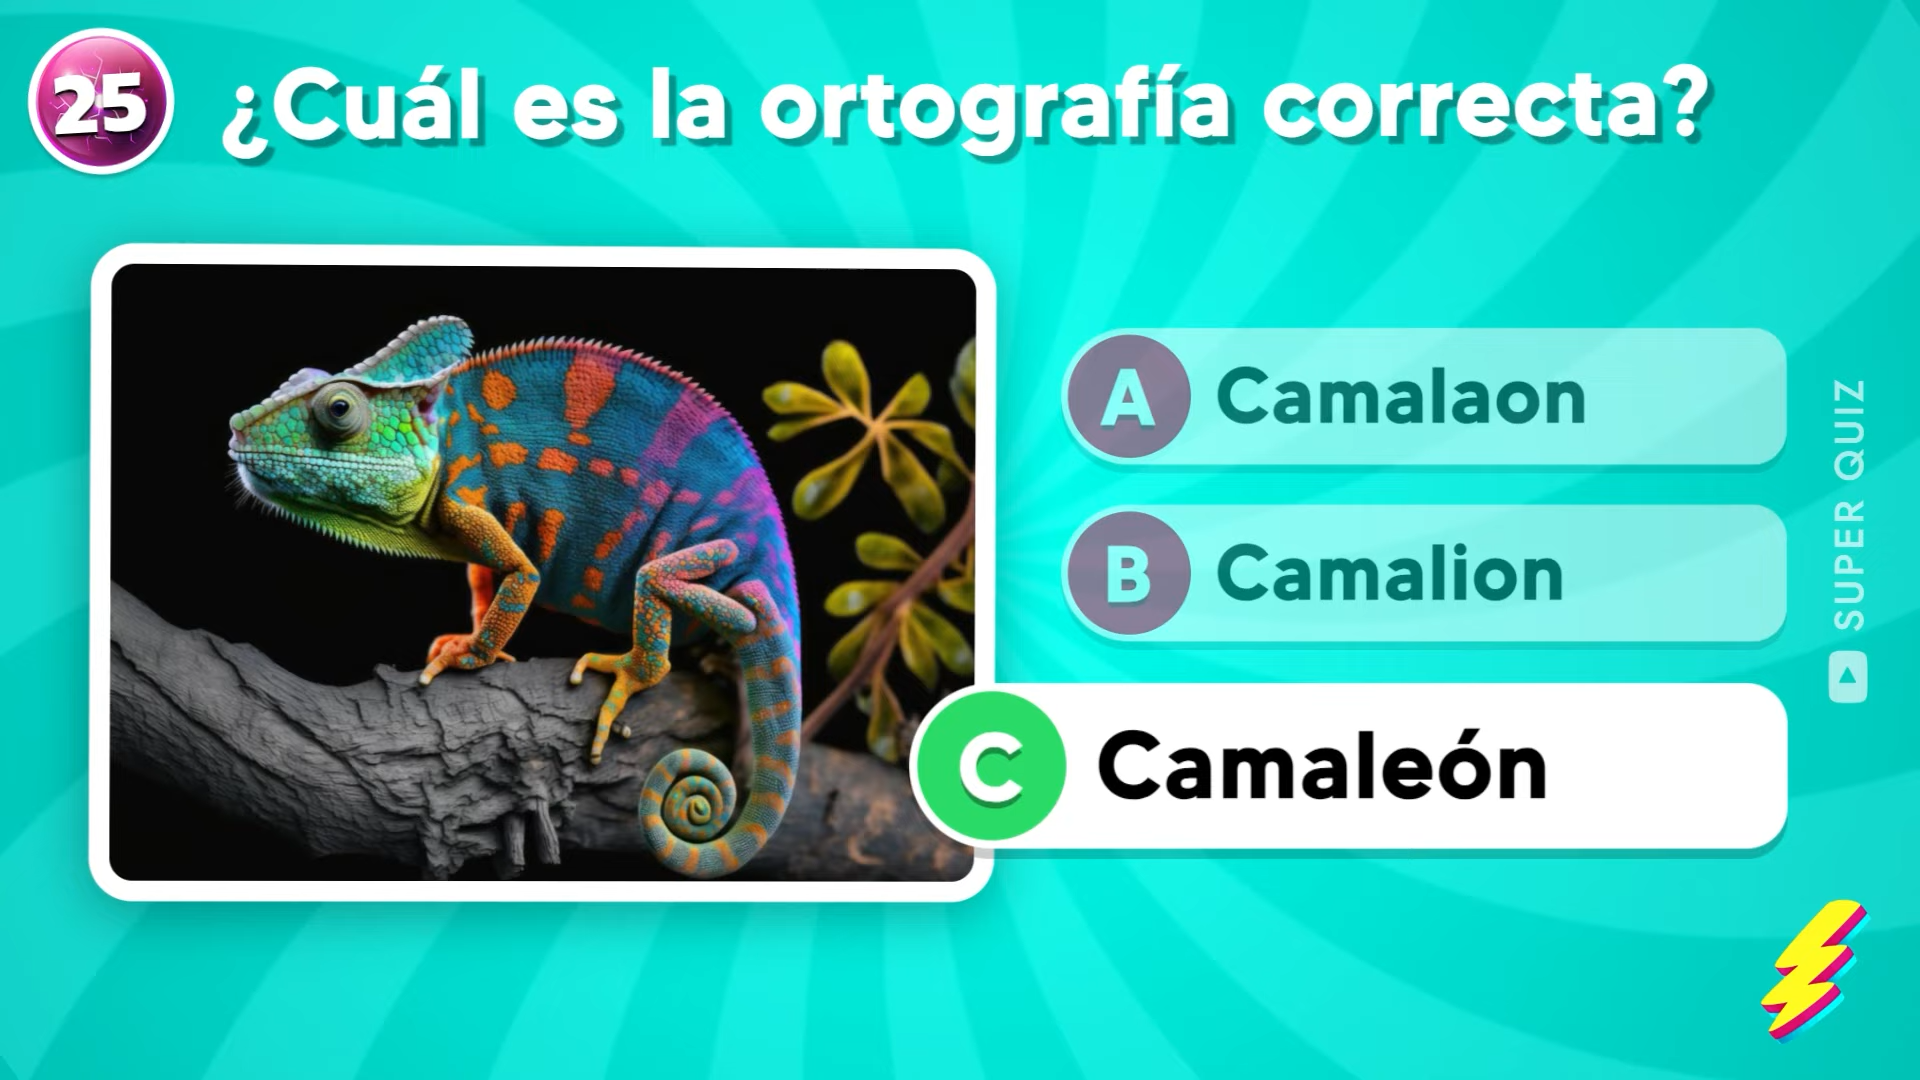 25
¿Cuál es la ortografía correcta?
A Camalaon
B Camalion
C Camaleón
SUPER QUIZ